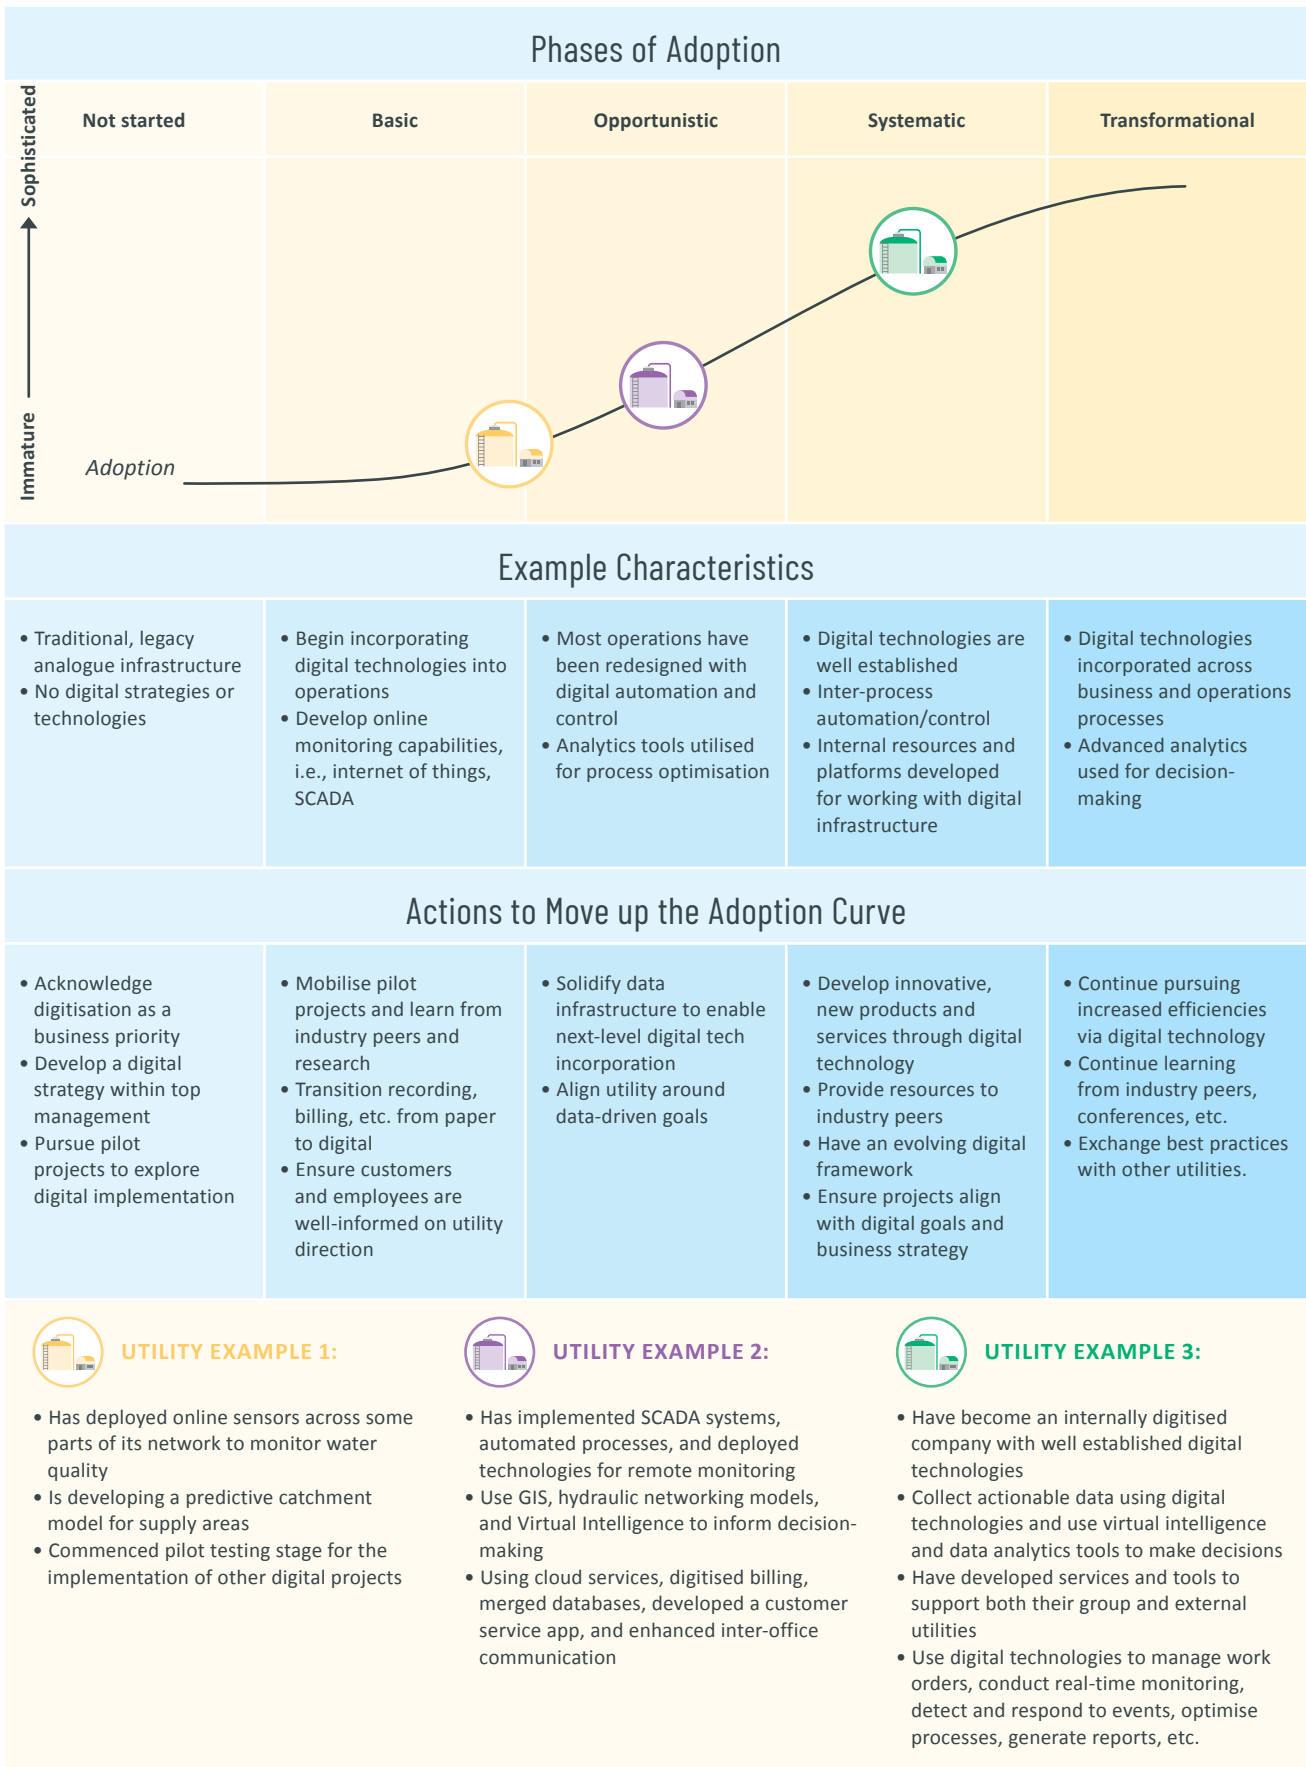 Phases of Adoption
Sophisticated
Immature
Not started
Basic
Opportunistic
Systematic
Transformational
Adoption
Example Characteristics
• Traditional, legacy
analogue infrastructure
• No digital strategies or
technologies
• Begin incorporating
digital technologies into
operations
• Develop online
monitoring capabilities,
i.e., internet of things,
SCADA
• Most operations have
been redesigned with
digital automation and
control
• Analytics tools utilised
for process optimisation
• Digital technologies are
well established
• Inter-process
automation/control
• Internal resources and
platforms developed
for working with digital
infrastructure
• Digital technologies
incorporated across
business and operations
processes
• Advanced analytics
used for decision-
making
Actions to Move up the Adoption Curve
• Acknowledge
digitisation as a
business priority
• Develop a digital
strategy within top
management
• Pursue pilot
projects to explore
digital implementation
• Mobilise pilot
projects and learn from
industry peers and
research
• Transition recording,
billing, etc. from paper
to digital
• Ensure customers
and employees are
well-informed on utility
direction
• Solidify data
infrastructure to enable
next-level digital tech
incorporation
• Align utility around
data-driven goals
• Develop innovative,
new products and
services through digital
technology
• Provide resources to
industry peers
• Have an evolving digital
framework
• Ensure projects align
with digital goals and
business strategy
• Continue pursuing
increased efficiencies
via digital technology
• Continue learning
from industry peers,
conferences, etc.
• Exchange best practices
with other utilities.
UTILITY EXAMPLE 1:
• Has deployed online sensors across some
parts of its network to monitor water
quality
• Is developing a predictive catchment
model for supply areas
• Commenced pilot testing stage for the
implementation of other digital projects
UTILITY EXAMPLE 2:
• Has implemented SCADA systems,
automated processes, and deployed
technologies for remote monitoring
• Use GIS, hydraulic networking models,
and Virtual Intelligence to inform decision-
making
• Using cloud services, digitised billing,
merged databases, developed a customer
service app, and enhanced inter-office
communication
UTILITY EXAMPLE 3:
• Have become an internally digitised
company with well established digital
technologies
• Collect actionable data using digital
technologies and use virtual intelligence
and data analytics tools to make decisions
• Have developed services and tools to
support both their group and external
utilities
• Use digital technologies to manage work
orders, conduct real-time monitoring,
detect and respond to events, optimise
processes, generate reports, etc.